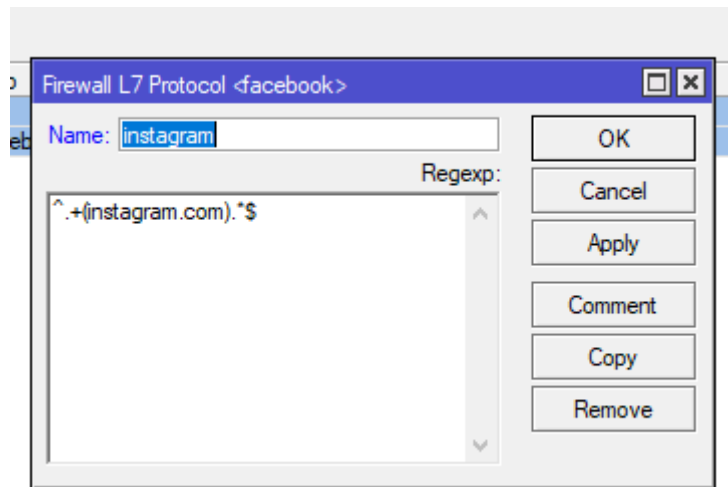 Firewall L7 Protocol <facebook>
Name: instagram
Regexp:
^.+(instagram.com).*$
OK
Cancel
Apply
Comment
Copy
Remove